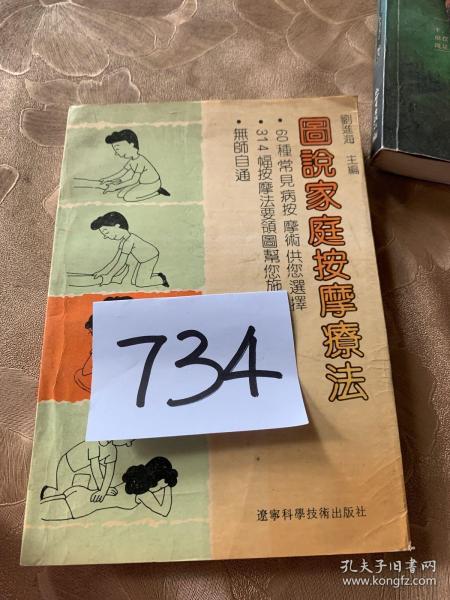 劉進海 主編
圖說家庭按摩療法
• 60種常見病按摩術供您選擇
• 314幅按摩法要領圖幫您施
• 無師自通
734
遼寧科學技術出版社
孔夫子旧书网
www.kongfz.com